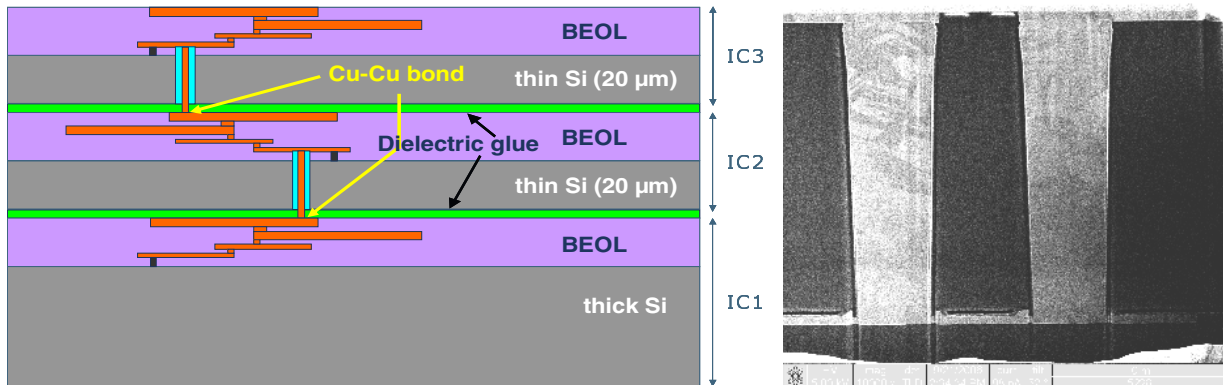 BEOL
IC3
Cu-Cu bond
thin Si (20 µm)
BEOL
Dielectric glue
IC2
thin Si (20 µm)
BEOL
IC1
thick Si